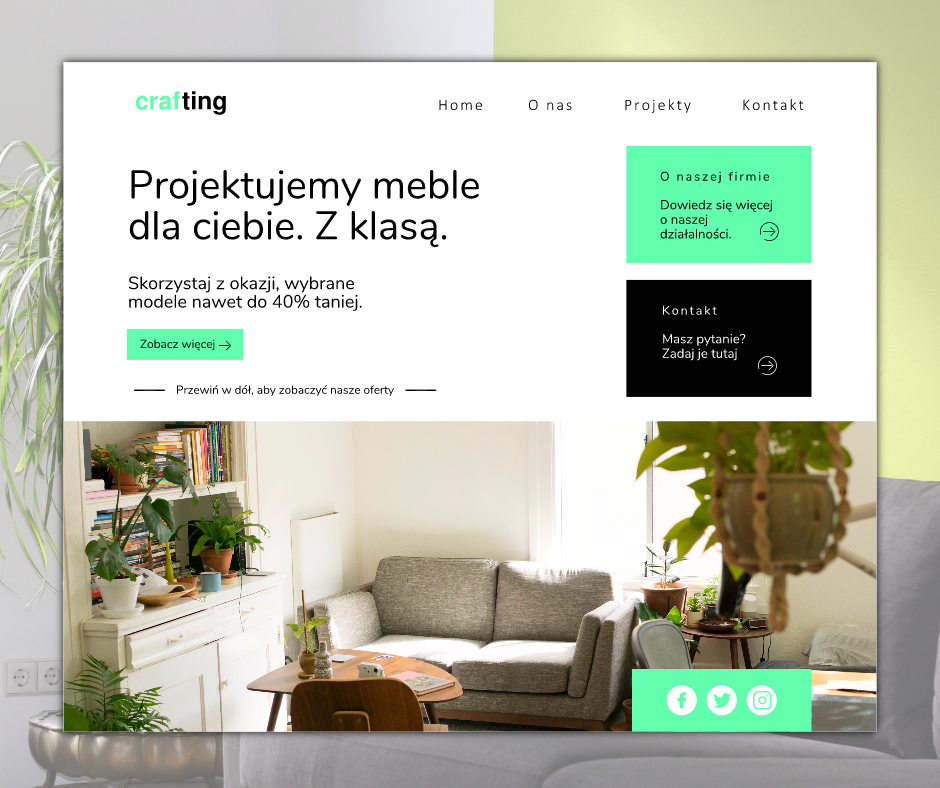 crafting
Home
O nas
Projekty
Kontakt
Projektujemy meble
dla ciebie. Z klasą.
Skorzystaj z okazji, wybrane
modele nawet do 40% taniej.
Zobacz więcej
Przewiń w dół, aby zobaczyć nasze oferty
O naszej firmie
Dowiedz się więcej
o naszej
działalności.
Kontakt
Masz pytanie?
Zadaj je tutaj